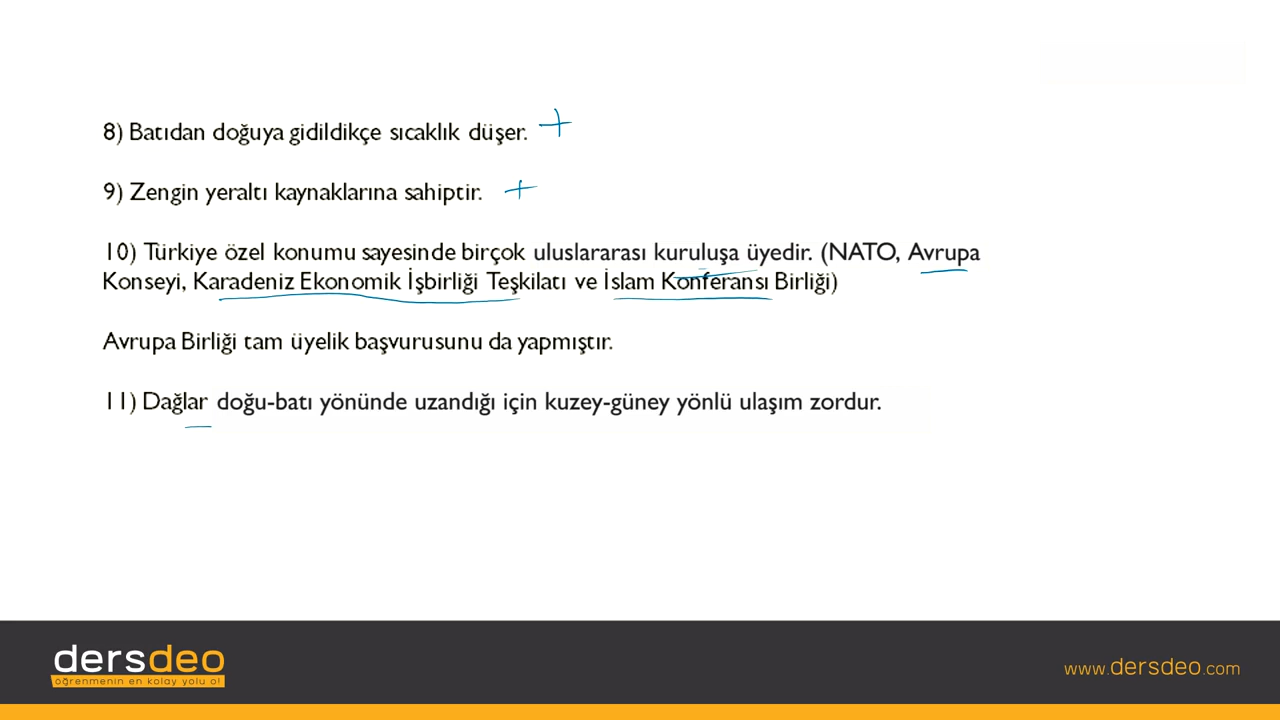 8) Batıdan doğuya gidildikçe sıcaklık düşer. +
9) Zengin yeraltı kaynaklarına sahiptir. +
10) Türkiye özel konumu sayesinde birçok uluslararası kuruluşa üyedir. (NATO, Avrupa
Konseyi, Karadeniz Ekonomik İşbirliği Teşkilatı ve İslam Konferansı Birliği)
Avrupa Birliği tam üyelik başvurusunu da yapmıştır.
11) Dağlar doğu-batı yönünde uzandığı için kuzey-güney yönlü ulaşım zordur.
dersdeo
öğrenmenin en kolay yolu o!
www.dersdeo.com